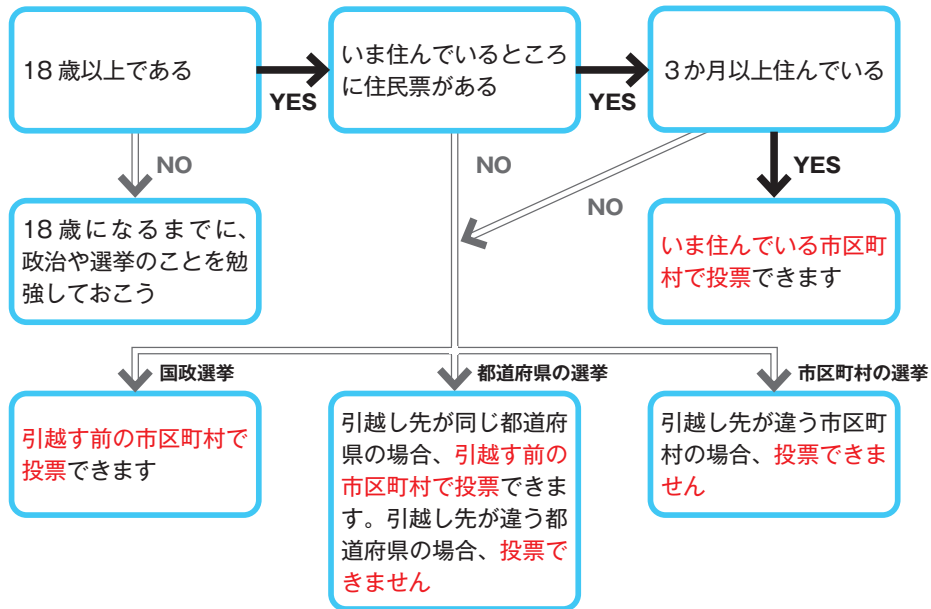 18歳以上である
YES
いま住んでいるところ
に住民票がある
YES
3か月以上住んでいる
NO
NO
NO
YES
18歳になるまでに、
政治や選挙のことを勉
強しておこう
いま住んでいる市区町
村で投票できます
国政選挙
都道府県の選挙
市区町村の選挙
引越す前の市区町村で
投票できます
引越し先が同じ都道府
県の場合、引越す前の
市区町村で投票できま
す。引越し先が違う都
道府県の場合、投票で
きません
引越し先が違う市区町
村の場合、投票できま
せん